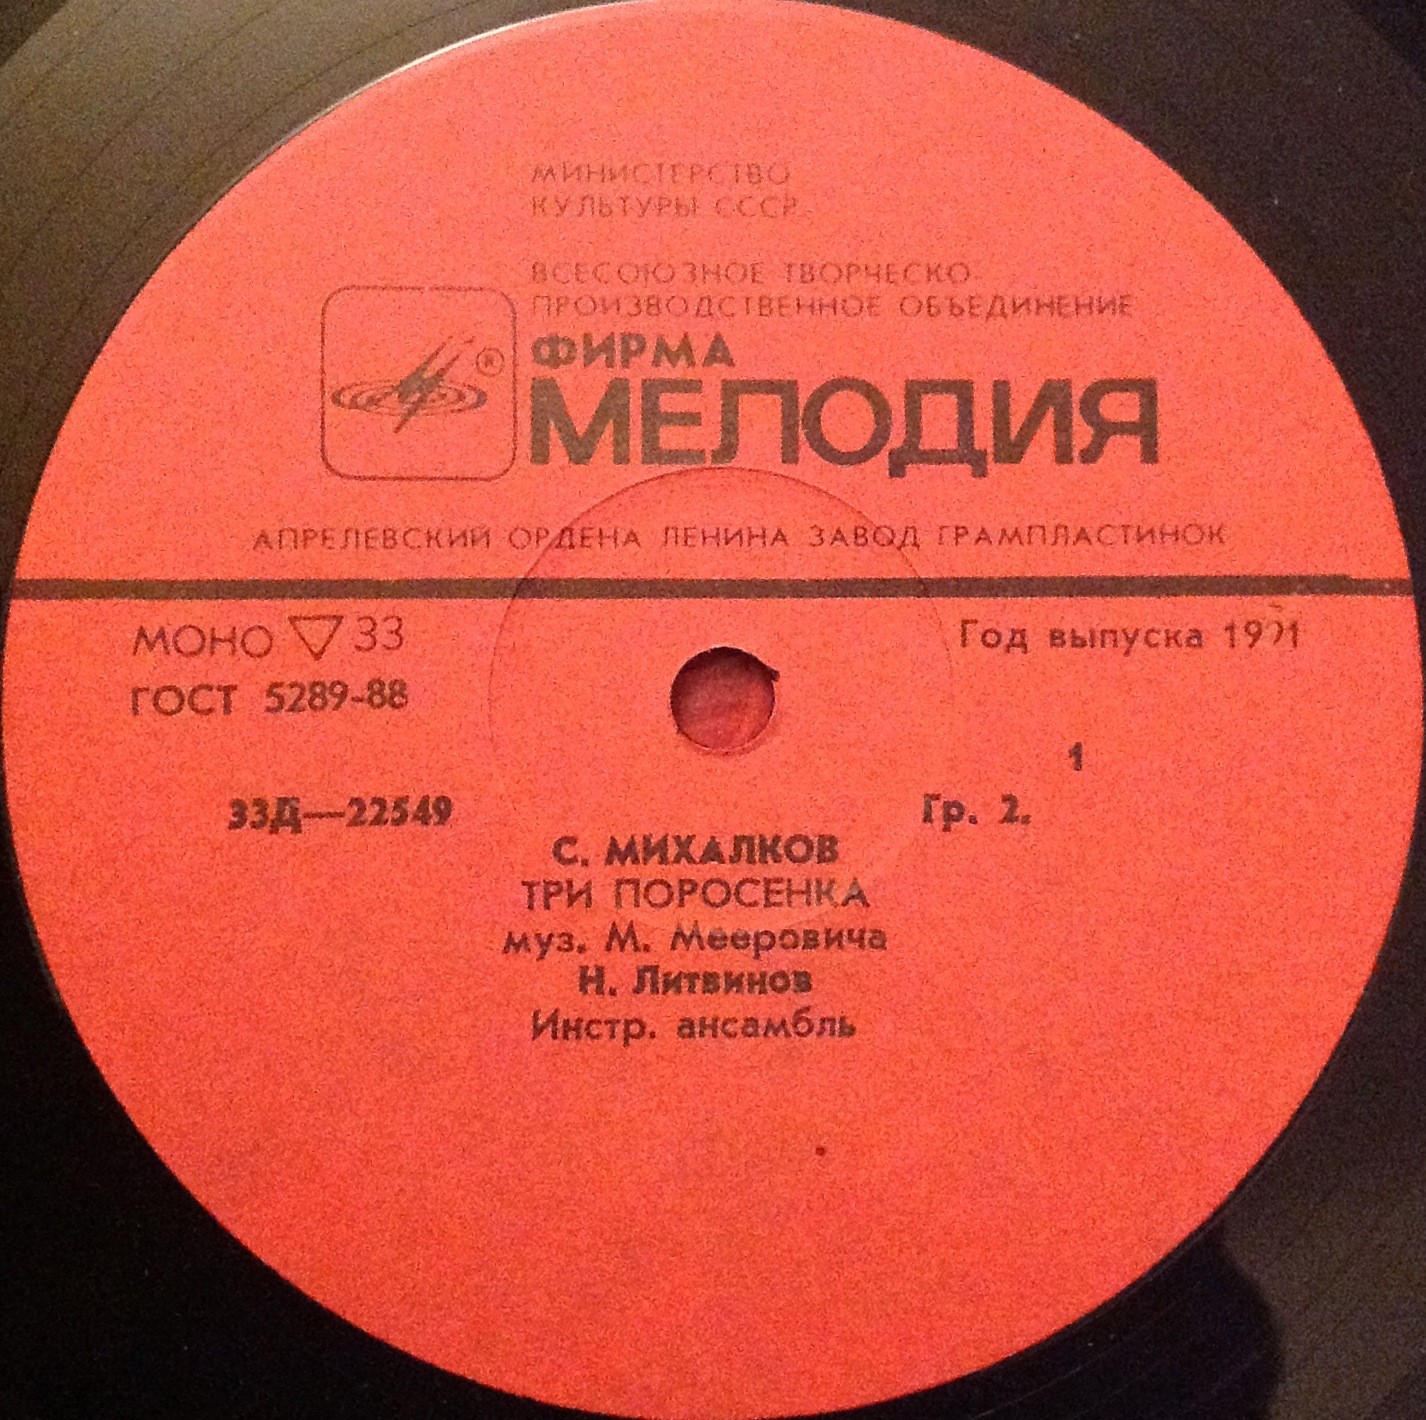 МИНИСТЕРСТВО
КУЛЬТУРЫ СССР
ВСЕСОЮЗНОЕ ТВОРЧЕСКО-
ПРОИЗВОДСТВЕННОЕ ОБЪЕДИНЕНИЕ
®
ФИРМА
МЕЛОДИЯ
АПРЕЛЕВСКИЙ ОРДЕНА ЛЕНИНА ЗАВОД ГРАМПЛАСТИНОК
МОНО ▽ 33
Год выпуска
ГОСТ 5289-88
1
33Д—22549
Гр. 2.
С. МИХАЛКОВ
ТРИ ПОРОСЕНКА
муз. М. Мееровича
Н. Литвинов
Инстр. ансамбль